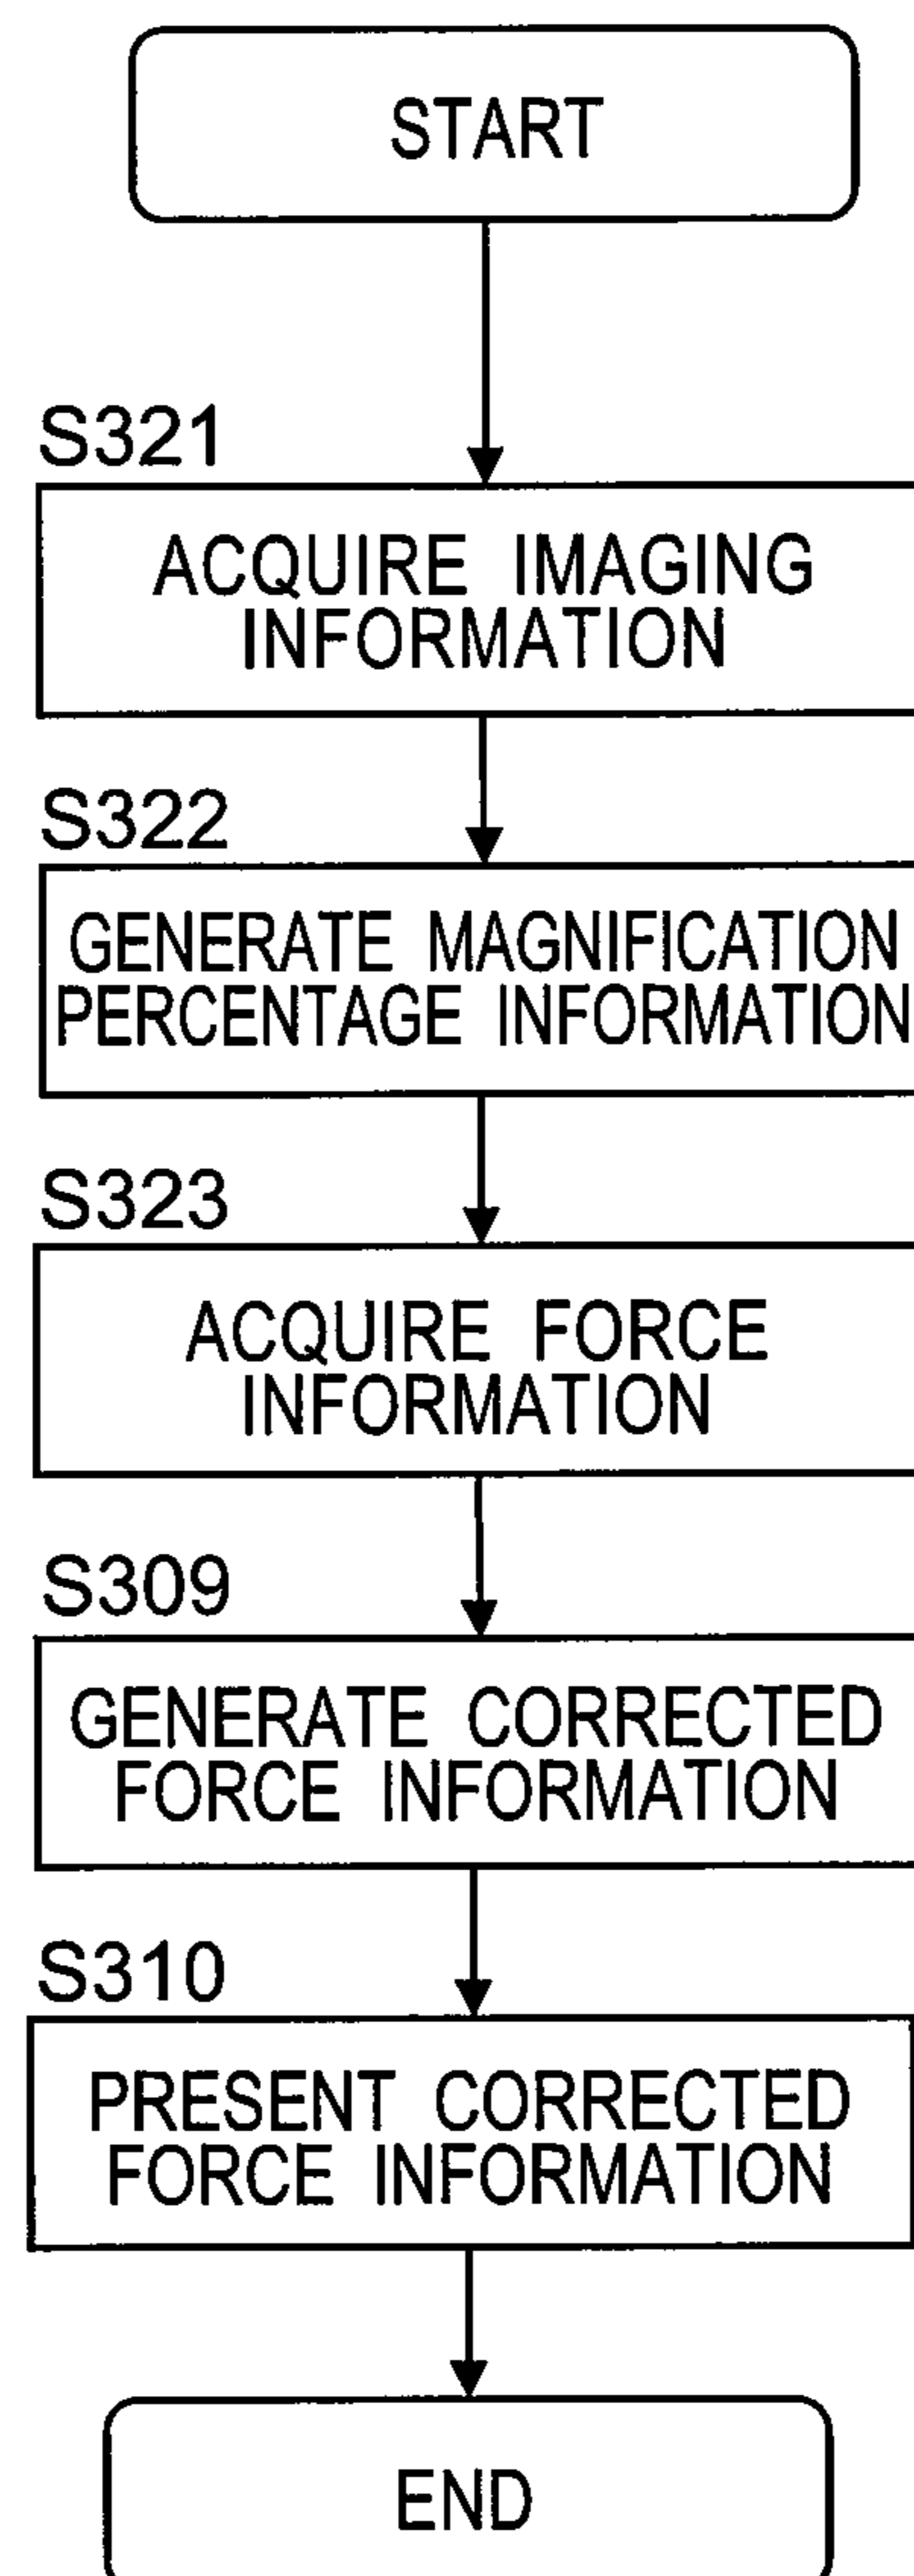 START
S321
ACQUIRE IMAGING
INFORMATION
S322
GENERATE MAGNIFICATION
PERCENTAGE INFORMATION
S323
ACQUIRE FORCE
INFORMATION
S309
GENERATE CORRECTED
FORCE INFORMATION
S310
PRESENT CORRECTED
FORCE INFORMATION
END